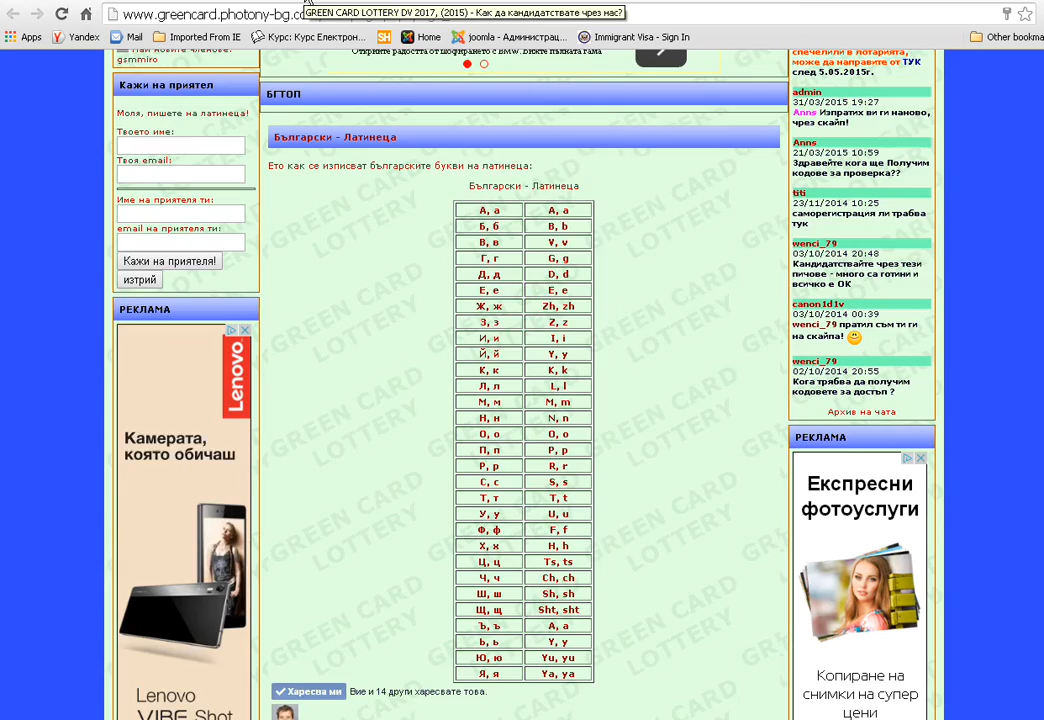 www.greencard.photony-bg.co
GREEN CARD LOTTERY DV 2017, (2015) - Как да кандидатствате чрез нас?
Apps Yandex Mail Imported From IE Курс: Курс Електрон... SH Home joomla - Администрац... Immigrant Visa - Sign In Other bookma
Най новите членове:
gsmmiro
Кажи на приятел
Моля, пишете на латиница!
Твоето име:
Твоя email:
Име на приятеля ти:
email на приятеля ти:
Кажи на приятеля!
изтрий
РЕКЛАМА
Lenovo
Камерата,
която обичаш
Lenovo
VIBE Shot
Открийте радостта от шофирането с BMW. Вижте пълната гама
БГТОП
Български - Латинеца
Ето как се изписват българските букви на латинеца:
Български - Латинеца
А, а A, a
Б, б B, b
В, в V, v
Г, г G, g
Д, д D, d
Е, е E, e
Ж, ж Zh, zh
З, з Z, z
И, и I, i
Й, й Y, y
К, к K, k
Л, л L, l
М, м M, m
Н, н N, n
О, о O, o
П, п P, p
Р, р R, r
С, с S, s
Т, т T, t
У, у U, u
Ф, ф F, f
Х, х H, h
Ц, ц Ts, ts
Ч, ч Ch, ch
Ш, ш Sh, sh
Щ, щ Sht, sht
Ъ, ъ A, a
Ь, ь Y, y
Ю, ю Yu, yu
Я, я Ya, ya
Харесва ми Вие и 14 други харесвате това.
GREEN CARD
LOTTERY
спечелили в лотарията,
може да направите от ТУК
след 5.05.2015г.
admin
31/03/2015 19:27
Anns Изпратих ви ги наново,
чрез скайп!
Anns
21/03/2015 10:59
Здравейте кога ще Получим
кодове за проверка??
titi
23/11/2014 10:25
саморегистрация ли трабва
тук
wenci_79
03/10/2014 20:48
Кандидатствайте чрез тези
пичове - много са готини и
всичко е ОК
canon1d1v
03/10/2014 00:39
wenci_79 пратил съм ти ги
на скайпа!
wenci_79
02/10/2014 20:55
Кога трябва да получим
кодовете за достъп ?
Архив на чата
РЕКЛАМА
Експресни
фотоуслуги
Копиране на
снимки на супер
цени